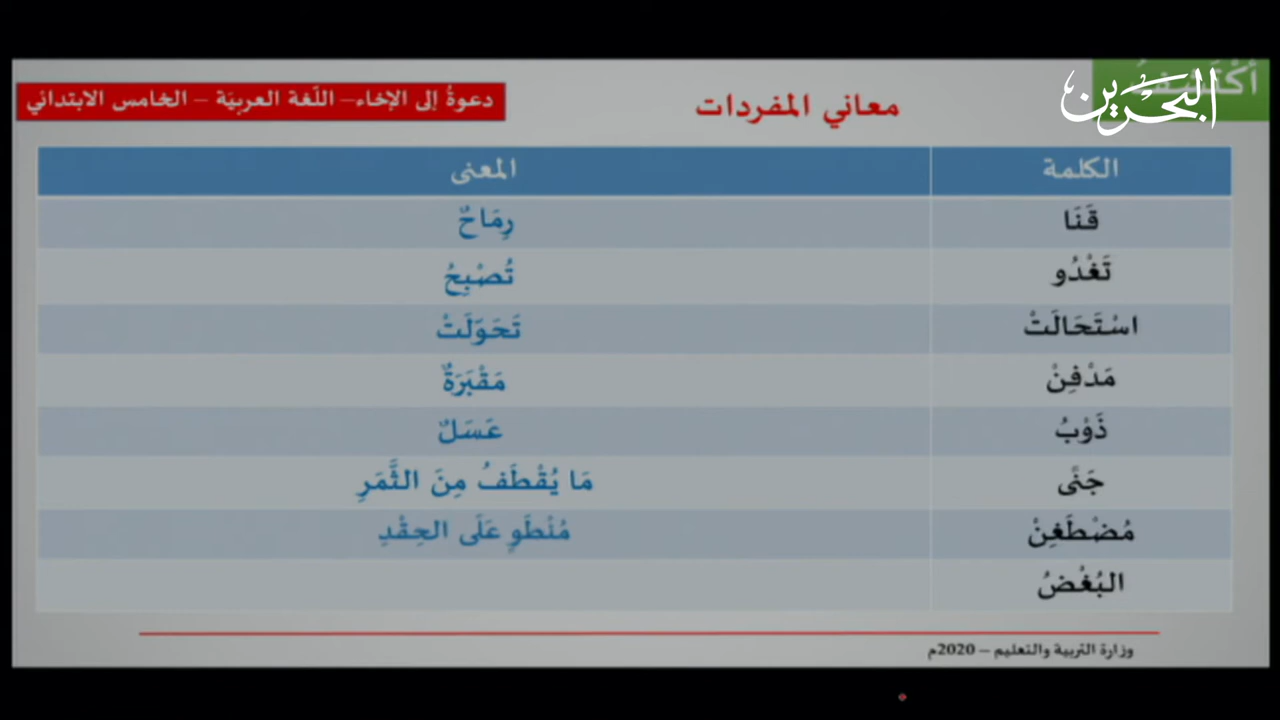 البحرين
دعوةُ إلى الإخاء– اللّغة العربيّة – الخامس الابتدائي
معاني المفردات
الكلمة المعنى
قَنَا رِمَاحٌ
تَغْدُو تُصْبِحُ
اسْتَحَالَتْ تَحَوّلَتْ
مَدْفِنْ مَقْبَرَةٌ
ذَوْبُ عَسَلٌ
جَنًى مَا يُقْطَفُ مِنَ الثَّمَرِ
مُضْطَغِنْ مُنْطَوٍ عَلَى الحِقْدِ
البُغْضُ
وزارة التربية والتعليم – 2020م